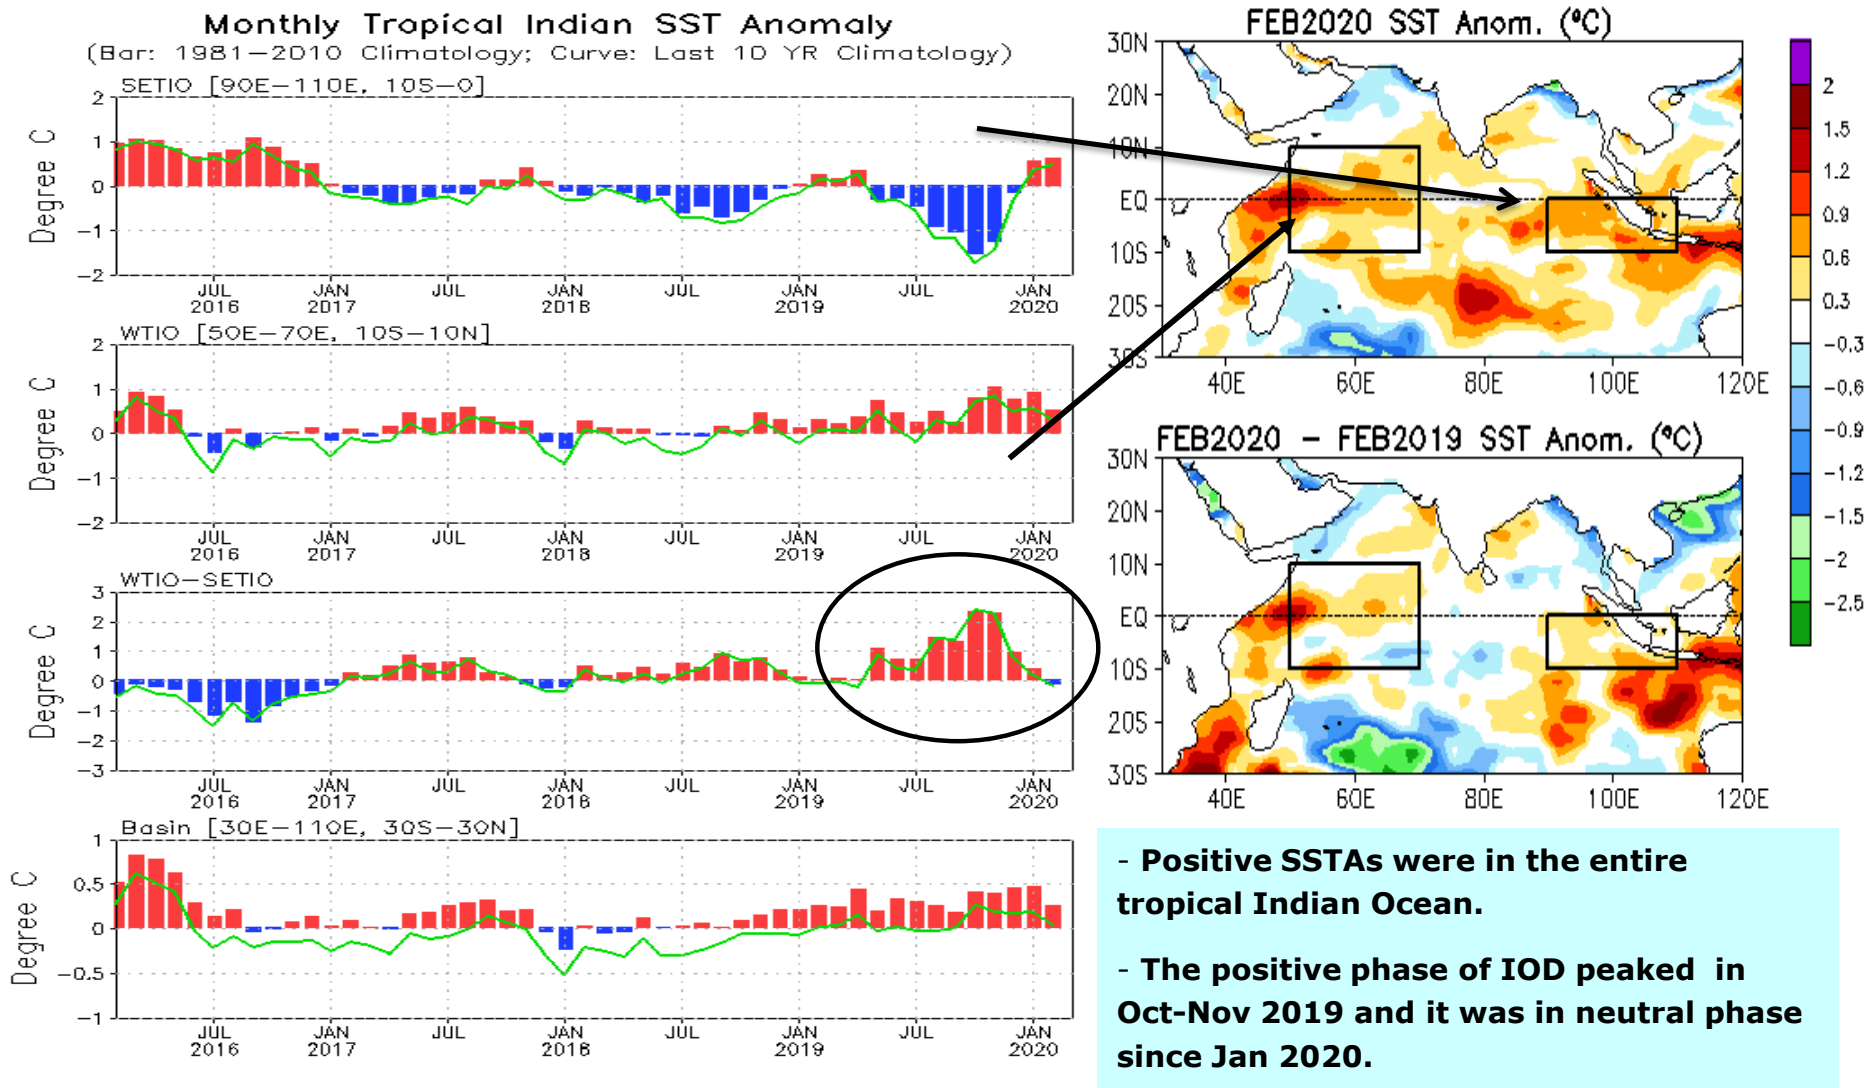 Monthly Tropical Indian SST Anomaly
(Bar: 1981-2010 Climatology; Curve: Last 10 YR Climatology)
SETIO [90E-110E, 10S-0]
Degree C
2
1
0
-1
-2
JUL JAN JUL JAN JUL JAN JUL JAN
2016 2017 2018 2019 2020
WTIO [50E-70E, 10S-10N]
Degree C
2
1
0
-1
-2
JUL JAN JUL JAN JUL JAN JUL JAN
2016 2017 2018 2019 2020
WTIO-SETIO
Degree C
3
2
1
0
-1
-2
-3
JUL JAN JUL JAN JUL JAN JUL JAN
2016 2017 2018 2019 2020
Basin [30E-110E, 30S-30N]
Degree C
1
0.5
0
-0.5
-1
JUL JAN JUL JAN JUL JAN JUL JAN
2016 2017 2018 2019 2020
FEB2020 SST Anom. (ºC)
30N
20N
10N
EQ
10S
20S
30S
40E 60E 80E 100E 120E
FEB2020 - FEB2019 SST Anom. (ºC)
30N
20N
10N
EQ
10S
20S
30S
40E 60E 80E 100E 120E
2
1.5
1.2
0.9
0.6
0.3
-0.3
-0.6
-0.9
-1.2
-1.5
-2
-2.5
- Positive SSTAs were in the entire
tropical Indian Ocean.
- The positive phase of IOD peaked in
Oct-Nov 2019 and it was in neutral phase
since Jan 2020.